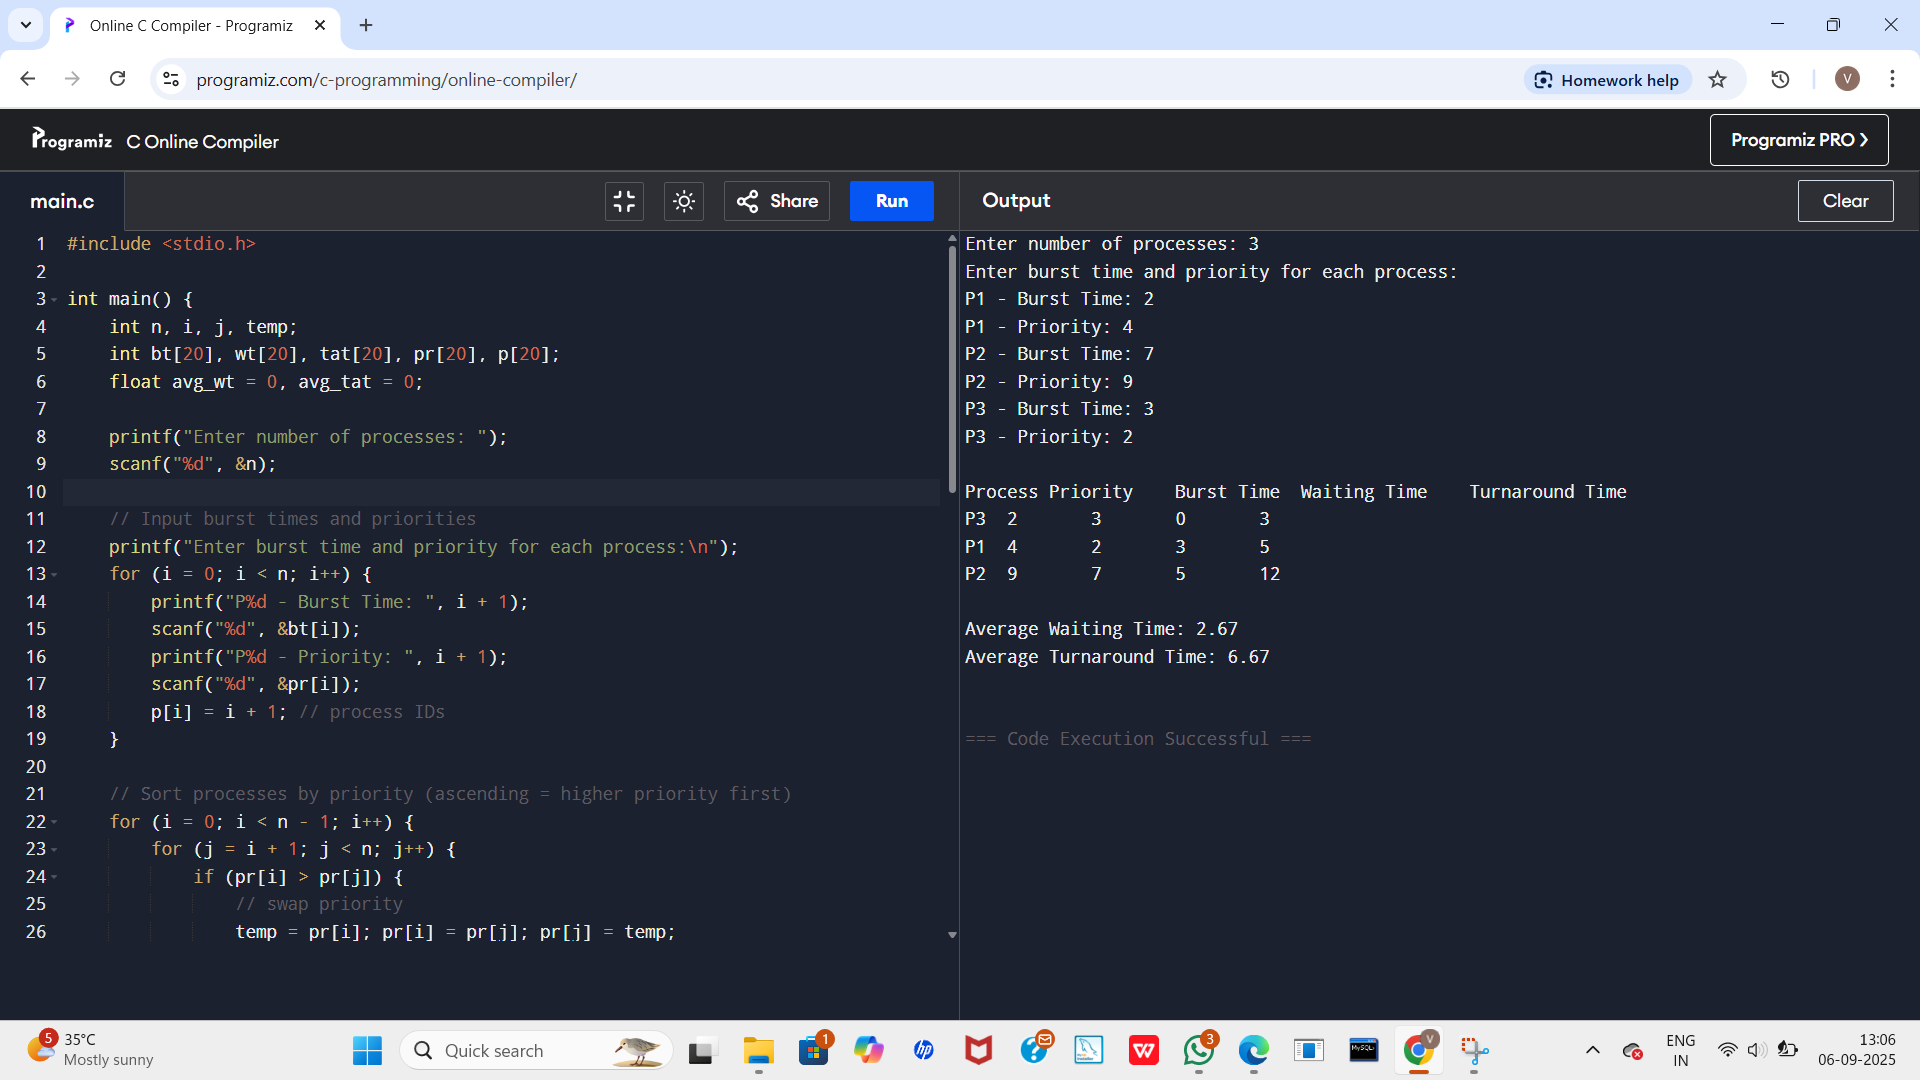 Online C Compiler - Programiz
programiz.com/c-programming/online-compiler/
Homework help
V
Programiz C Online Compiler
Programiz PRO
main.c
Share
Run
Output
Clear
1 #include <stdio.h>
2
3 int main() {
4     int n, i, j, temp;
5     int bt[20], wt[20], tat[20], pr[20], p[20];
6     float avg_wt = 0, avg_tat = 0;
7
8     printf("Enter number of processes: ");
9     scanf("%d", &n);
10
11     // Input burst times and priorities
12     printf("Enter burst time and priority for each process:\n");
13     for (i = 0; i < n; i++) {
14         printf("P%d - Burst Time: ", i + 1);
15         scanf("%d", &bt[i]);
16         printf("P%d - Priority: ", i + 1);
17         scanf("%d", &pr[i]);
18         p[i] = i + 1; // process IDs
19     }
20
21     // Sort processes by priority (ascending = higher priority first)
22     for (i = 0; i < n - 1; i++) {
23         for (j = i + 1; j < n; j++) {
24             if (pr[i] > pr[j]) {
25                 // swap priority
26                 temp = pr[i]; pr[i] = pr[j]; pr[j] = temp;
Enter number of processes: 3
Enter burst time and priority for each process:
P1 - Burst Time: 2
P1 - Priority: 4
P2 - Burst Time: 7
P2 - Priority: 9
P3 - Burst Time: 3
P3 - Priority: 2
Process Priority    Burst Time  Waiting Time    Turnaround Time
P3  2       3       0       3
P1  4       2       3       5
P2  9       7       5       12
Average Waiting Time: 2.67
Average Turnaround Time: 6.67
=== Code Execution Successful ===
5
35°C
Mostly sunny
Quick search
1
hp
W
MySQL
3
V
ENG
IN
13:06
06-09-2025